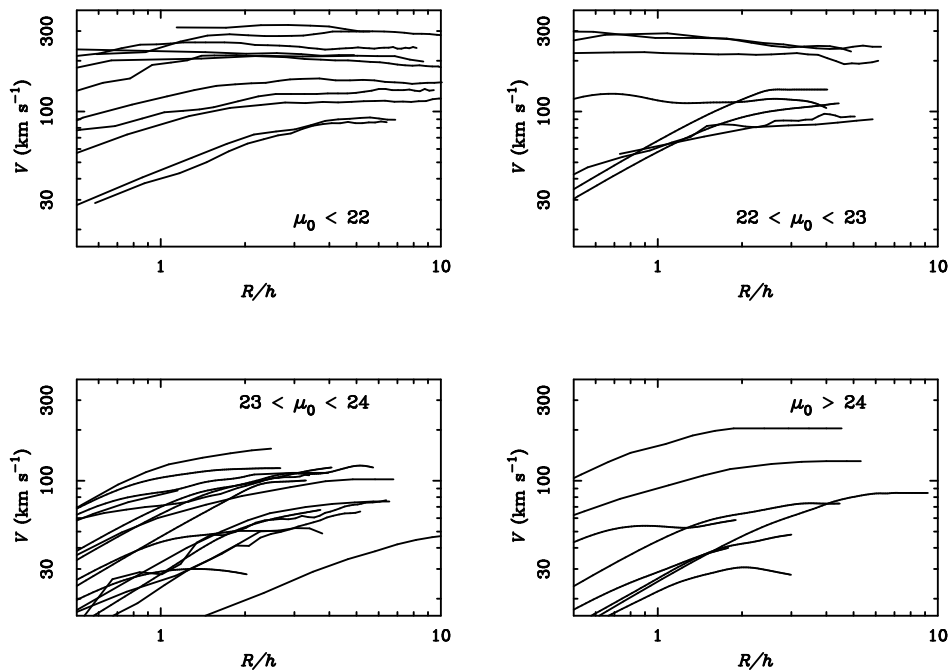 300
100
30
V (km s⁻¹)
μ₀ < 22
1
10
R/h
300
100
30
V (km s⁻¹)
22 < μ₀ < 23
1
10
R/h
300
100
30
V (km s⁻¹)
23 < μ₀ < 24
1
10
R/h
300
100
30
V (km s⁻¹)
μ₀ > 24
1
10
R/h